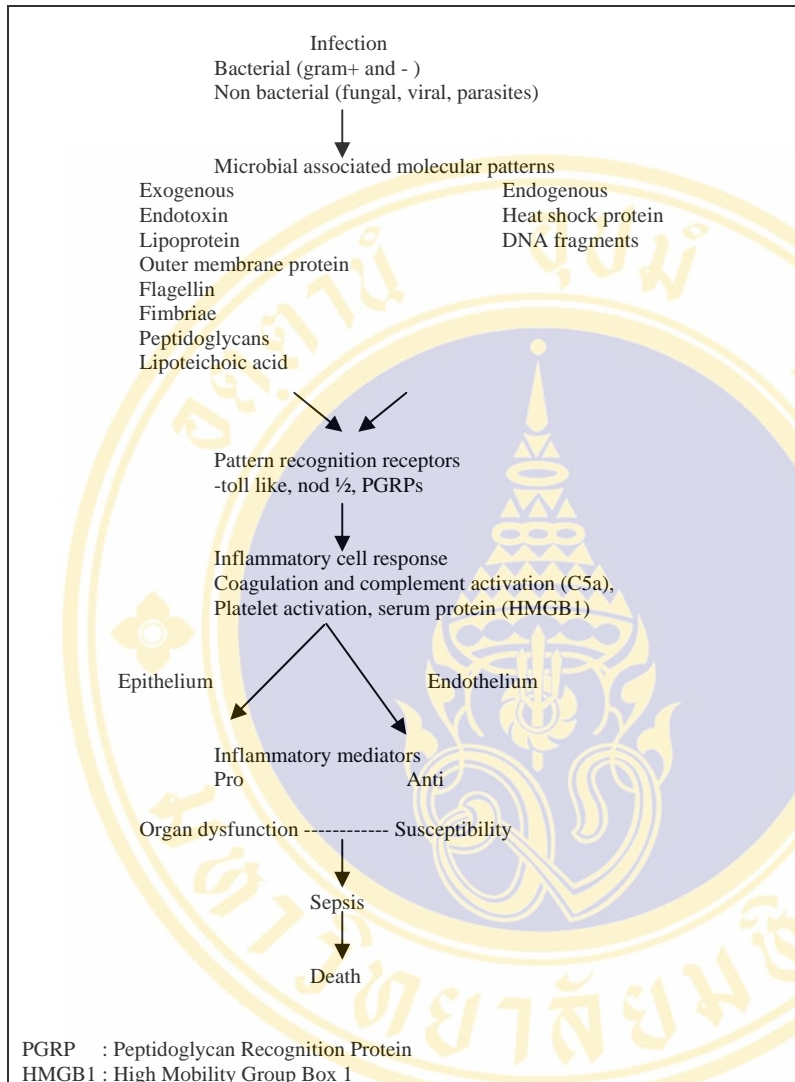 Infection
Bacterial (gram+ and - )
Non bacterial (fungal, viral, parasites)
Microbial associated molecular patterns
Exogenous Endogenous
Endotoxin Heat shock protein
Lipoprotein DNA fragments
Outer membrane protein
Flagellin
Fimbriae
Peptidoglycans
Lipoteichoic acid
Pattern recognition receptors
-toll like, nod ½, PGRPs
Inflammatory cell response
Coagulation and complement activation (C5a),
Platelet activation, serum protein (HMGB1)
Epithelium Endothelium
Inflammatory mediators
Pro Anti
Organ dysfunction ------------ Susceptibility
Sepsis
Death
PGRP : Peptidoglycan Recognition Protein
HMGB1 : High Mobility Group Box 1